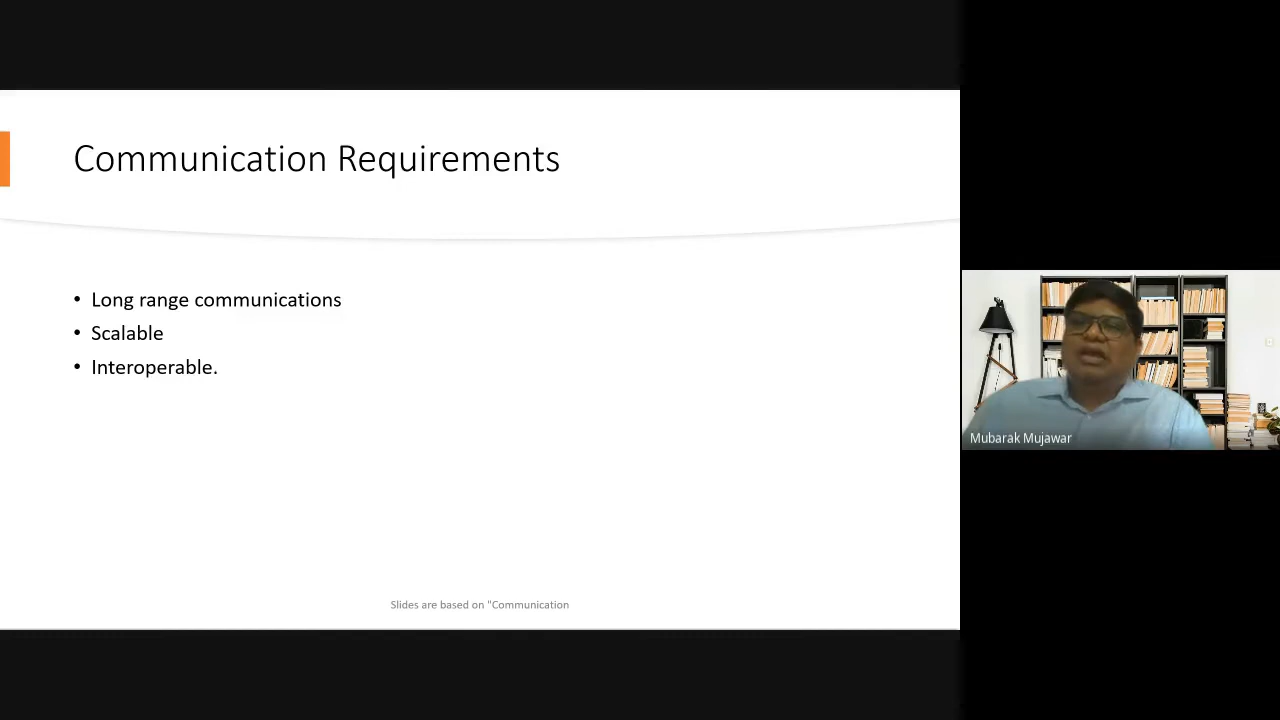 Communication Requirements
• Long range communications
• Scalable
• Interoperable.
Slides are based on "Communication
Mubarak Mujawar